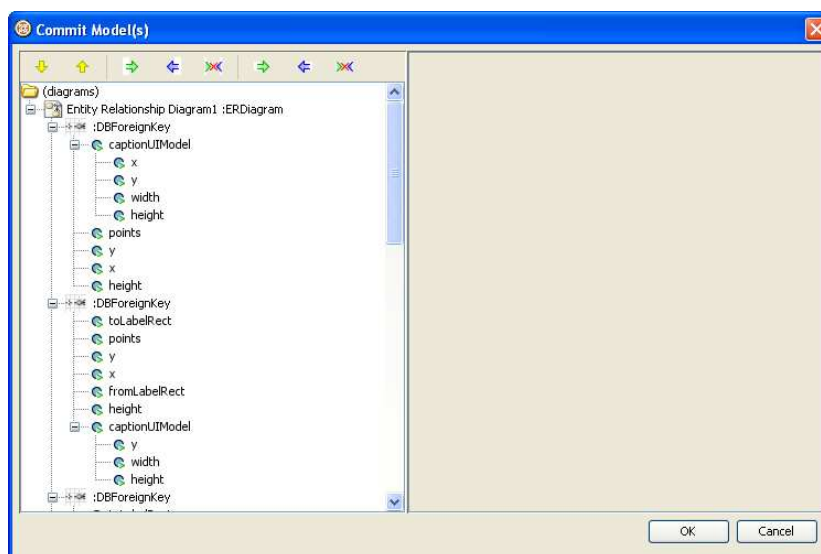 Commit Model(s)
(diagrams)
Entity Relationship Diagram1 :ERDiagram
:DBForeignKey
captionUIModel
x
y
width
height
points
y
x
height
:DBForeignKey
toLabelRect
points
y
x
fromLabelRect
height
captionUIModel
y
width
height
:DBForeignKey
OK Cancel